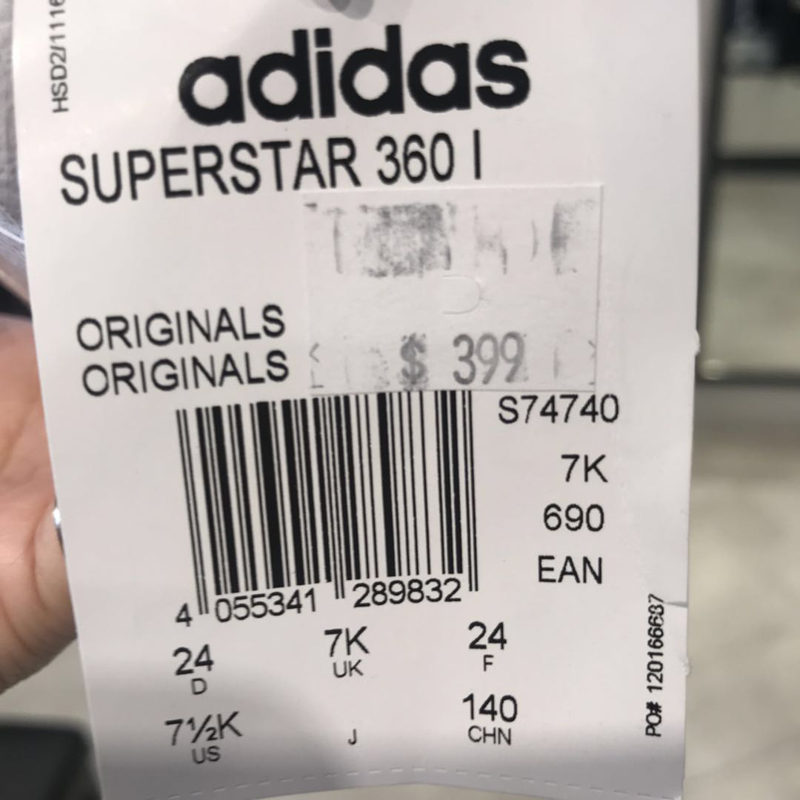 HSD2/1116
adidas
SUPERSTAR 360 I
ORIGINALS
ORIGINALS
$ 399
S74740
7K
690
EAN
4 055341 289832
24 7K 24
D UK F
7½K 140
US J CHN
PO# 120166637